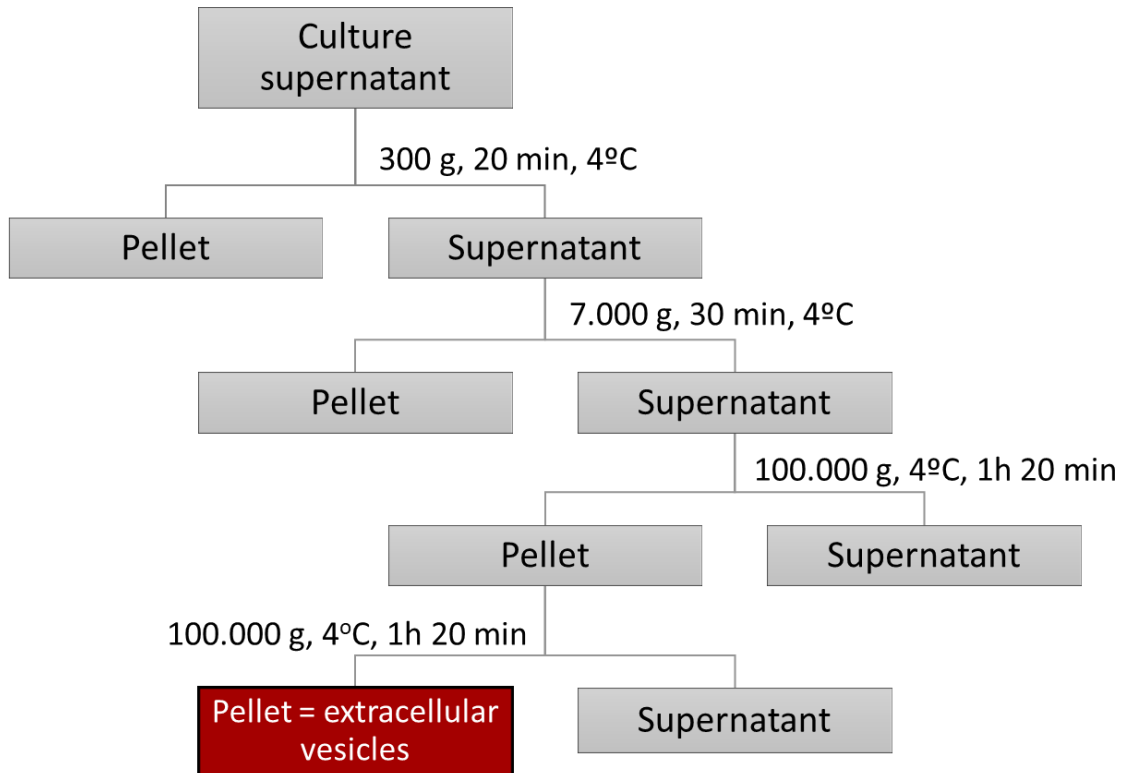 Culture
supernatant
300 g, 20 min, 4ºC
Pellet
Supernatant
7.000 g, 30 min, 4ºC
Pellet
Supernatant
100.000 g, 4ºC, 1h 20 min
Pellet
Supernatant
100.000 g, 4°C, 1h 20 min
Pellet = extracellular
vesicles
Supernatant